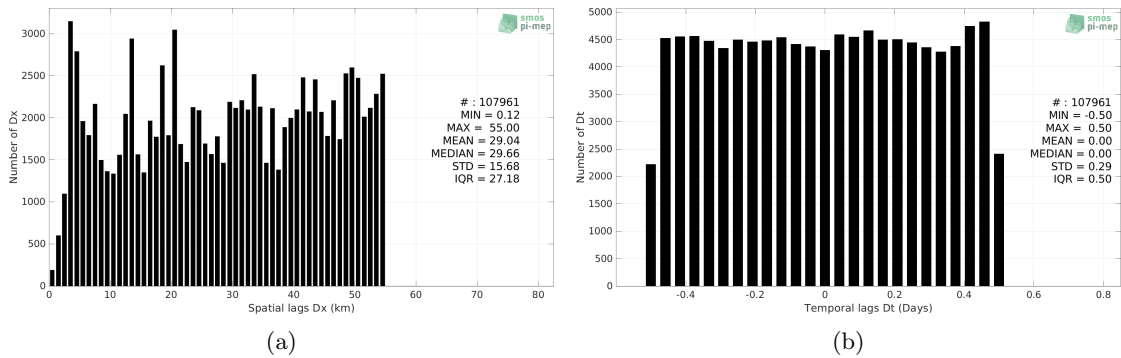 smos
pi-mep
3000
2500
2000
1500
1000
500
0
Number of Dx
# : 107961
MIN = 0.12
MAX = 55.00
MEAN = 29.04
MEDIAN = 29.66
STD = 15.68
IQR = 27.18
0 10 20 30 40 50 60 70 80
Spatial lags Dx (km)
(a)
smos
pi-mep
5000
4500
4000
3500
3000
2500
2000
1500
1000
500
0
Number of Dt
# : 107961
MIN = -0.50
MAX = 0.50
MEAN = 0.00
MEDIAN = 0.00
STD = 0.29
IQR = 0.50
-0.4 -0.2 0 0.2 0.4 0.6 0.8
Temporal lags Dt (Days)
(b)